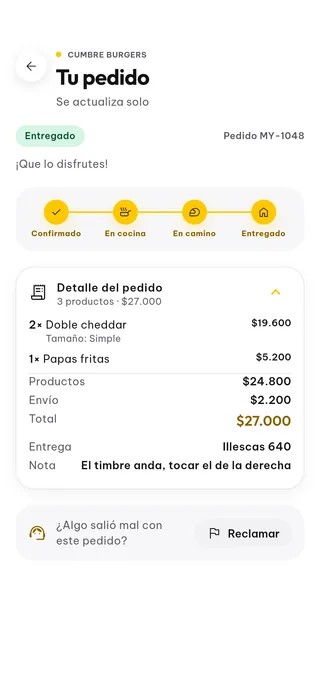 CUMBRE BURGERS
Tu pedido
Se actualiza solo
Entregado
Pedido MY-1048
¡Que lo disfrutes!
Confirmado
En cocina
En camino
Entregado
Detalle del pedido
3 productos · $27.000
2× Doble cheddar $19.600
Tamaño: Simple
1× Papas fritas $5.200
Productos $24.800
Envío $2.200
Total $27.000
Entrega Illescas 640
Nota El timbre anda, tocar el de la derecha
¿Algo salió mal con
este pedido?
Reclamar